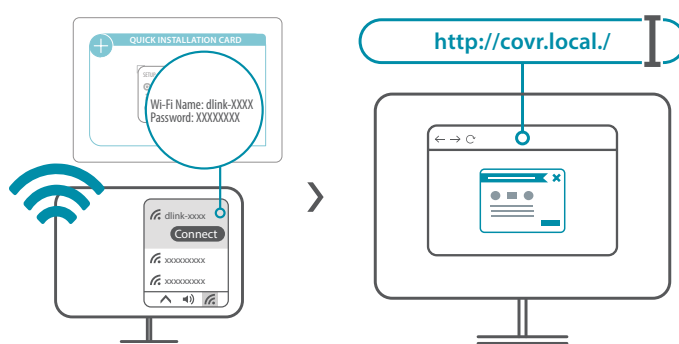 QUICK INSTALLATION CARD
Wi-Fi Name: dlink-XXXX
Password: XXXXXXXX
dlink-xxxx
Connect
xxxxxxxxx
xxxxxxxxx
http://covr.local./